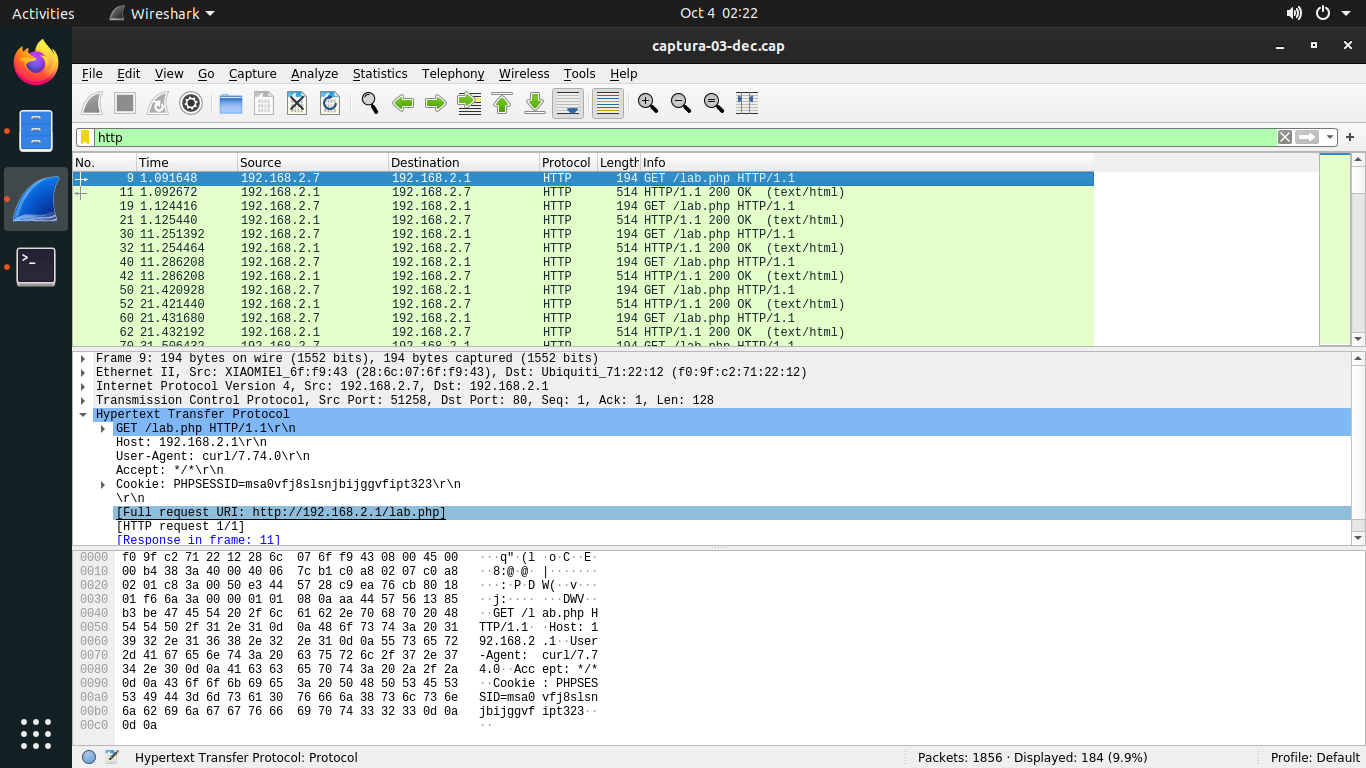 Activities Wireshark Oct 4 02:22
captura-03-dec.cap
File Edit View Go Capture Analyze Statistics Telephony Wireless Tools Help
http
No. Time Source Destination Protocol Length Info
9 1.091648 192.168.2.7 192.168.2.1 HTTP 194 GET /lab.php HTTP/1.1
11 1.092672 192.168.2.1 192.168.2.7 HTTP 514 HTTP/1.1 200 OK (text/html)
19 1.124416 192.168.2.7 192.168.2.1 HTTP 194 GET /lab.php HTTP/1.1
21 1.125440 192.168.2.1 192.168.2.7 HTTP 514 HTTP/1.1 200 OK (text/html)
30 11.251392 192.168.2.7 192.168.2.1 HTTP 194 GET /lab.php HTTP/1.1
32 11.254464 192.168.2.1 192.168.2.7 HTTP 514 HTTP/1.1 200 OK (text/html)
40 11.286208 192.168.2.7 192.168.2.1 HTTP 194 GET /lab.php HTTP/1.1
42 11.286208 192.168.2.1 192.168.2.7 HTTP 514 HTTP/1.1 200 OK (text/html)
50 21.420928 192.168.2.7 192.168.2.1 HTTP 194 GET /lab.php HTTP/1.1
52 21.421440 192.168.2.1 192.168.2.7 HTTP 514 HTTP/1.1 200 OK (text/html)
60 21.431680 192.168.2.7 192.168.2.1 HTTP 194 GET /lab.php HTTP/1.1
62 21.432192 192.168.2.1 192.168.2.7 HTTP 514 HTTP/1.1 200 OK (text/html)
70 31.506432 192.168.2.7 192.168.2.1 HTTP 194 GET /lab.php HTTP/1.1
Frame 9: 194 bytes on wire (1552 bits), 194 bytes captured (1552 bits)
Ethernet II, Src: XIAOMIEl_6f:f9:43 (28:6c:07:6f:f9:43), Dst: Ubiquiti_71:22:12 (f0:9f:c2:71:22:12)
Internet Protocol Version 4, Src: 192.168.2.7, Dst: 192.168.2.1
Transmission Control Protocol, Src Port: 51258, Dst Port: 80, Seq: 1, Ack: 1, Len: 128
Hypertext Transfer Protocol
GET /lab.php HTTP/1.1\r\n
Host: 192.168.2.1\r\n
User-Agent: curl/7.74.0\r\n
Accept: */*\r\n
Cookie: PHPSESSID=msa0vfj8slsnjbijggvfipt323\r\n
\r\n
[Full request URI: http://192.168.2.1/lab.php]
[HTTP request 1/1]
[Response in frame: 11]
0000 f0 9f c2 71 22 12 28 6c 07 6f f9 43 08 00 45 00 ···q"·(l ·o·C··E·
0010 00 b4 38 3a 40 00 40 06 7c b1 c0 a8 02 07 c0 a8 ··8:@·@· |·······
0020 02 01 c8 3a 00 50 e3 44 57 28 c9 ea 76 cb 80 18 ···:·P·D W(··v···
0030 01 f6 6a 3a 00 00 01 01 08 0a aa 44 57 56 13 85 ··j:···· ···DWV··
0040 b3 be 47 45 54 20 2f 6c 61 62 2e 70 68 70 20 48 ··GET /l ab.php H
0050 54 54 50 2f 31 2e 31 0d 0a 48 6f 73 74 3a 20 31 TTP/1.1· ·Host: 1
0060 39 32 2e 31 36 38 2e 32 2e 31 0d 0a 55 73 65 72 92.168.2 .1··User
0070 2d 41 67 65 6e 74 3a 20 63 75 72 6c 2f 37 2e 37 -Agent: curl/7.7
0080 34 2e 30 0d 0a 41 63 63 65 70 74 3a 20 2a 2f 2a 4.0··Acc ept: */*
0090 0d 0a 43 6f 6f 6b 69 65 3a 20 50 48 50 53 45 53 ··Cookie : PHPSES
00a0 53 49 44 3d 6d 73 61 30 76 66 6a 38 73 6c 73 6e SID=msa0 vfj8slsn
00b0 6a 62 69 6a 67 67 76 66 69 70 74 33 32 33 0d 0a jbijggvf ipt323··
00c0 0d 0a ··
Hypertext Transfer Protocol: Protocol Packets: 1856 · Displayed: 184 (9.9%) Profile: Default